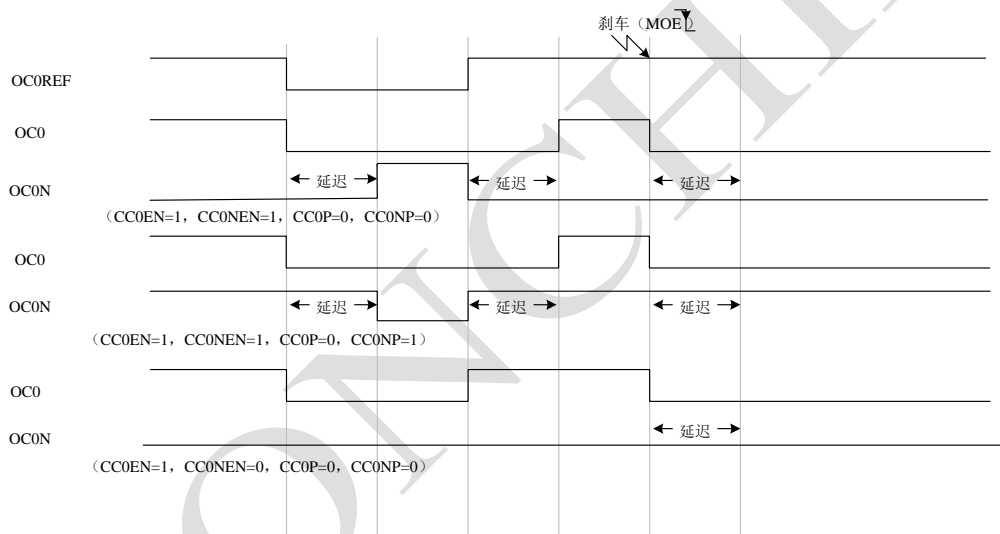 刹车（MOE）
OC0REF
OC0
OC0N
延迟 延迟 延迟
（CC0EN=1，CC0NEN=1，CC0P=0，CC0NP=0）
OC0
OC0N
延迟 延迟 延迟
（CC0EN=1，CC0NEN=1，CC0P=0，CC0NP=1）
OC0
延迟
OC0N
（CC0EN=1，CC0NEN=0，CC0P=0，CC0NP=0）